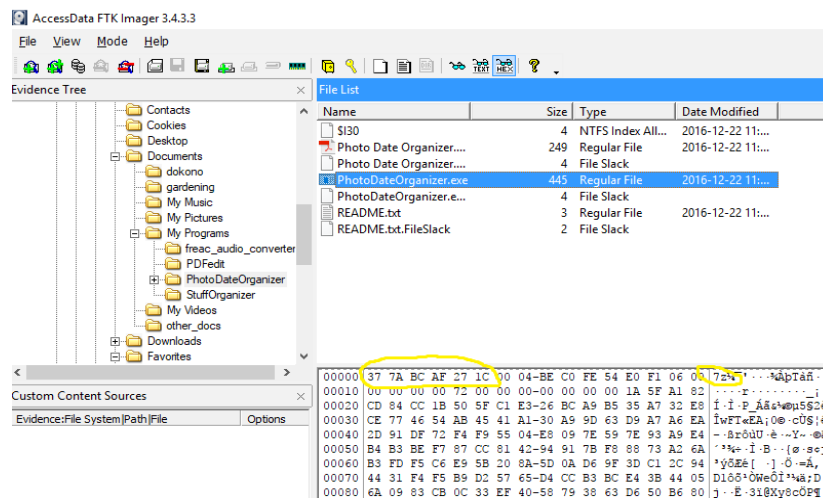 AccessData FTK Imager 3.4.3.3
File View Mode Help
Evidence Tree
Contacts
Cookies
Desktop
Documents
dokono
gardening
My Music
My Pictures
My Programs
freac_audio_converter
PDFedit
PhotoDateOrganizer
StuffOrganizer
My Videos
other_docs
Downloads
Favorites
Custom Content Sources
Evidence:File System|Path|File Options
File List
Name Size Type Date Modified
$I30 4 NTFS Index All... 2016-12-22 11:...
Photo Date Organizer.... 249 Regular File 2016-12-22 11:...
Photo Date Organizer.... 4 File Slack
PhotoDateOrganizer.exe 445 Regular File 2016-12-22 11:...
PhotoDateOrganizer.e... 4 File Slack
README.txt 3 Regular File 2016-12-22 11:...
README.txt.FileSlack 2 File Slack
00000 37 7A BC AF 27 1C 00 04-BE C0 FE 54 E0 F1 06 0
00010 00 00 00 00 72 00 00 00-00 00 00 00 1A 5F A1 82
00020 CD 84 CC 1B 50 5F C1 E3-26 BC A9 B5 35 A7 32 E8
00030 CE 77 46 54 AB 45 41 A1-30 A9 9D 63 D9 A7 A6 EA
00040 2D 91 DF 72 F4 F9 55 04-E8 09 7E 59 7E 93 A9 E4
00050 B4 B3 BE F7 87 CC 81 42-94 91 7B F8 88 73 A2 6A
00060 B3 FD F5 C6 E9 5B 20 8A-5D 0A D6 9F 3D C1 2C 94
00070 44 31 F4 F5 B9 D2 57 65-D4 CC B3 BC E4 3B 44 05
00080 6A 09 83 CB 0C 33 EF 40-58 79 38 63 D6 50 B6 80